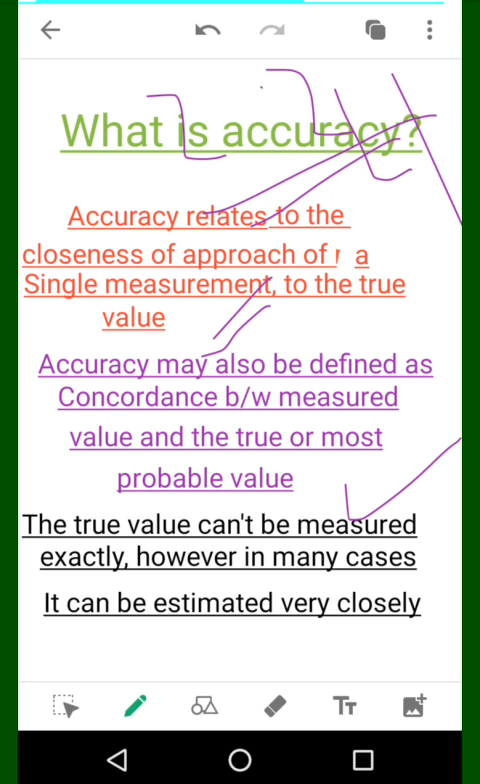 What is accuracy?
Accuracy relates to the
closeness of approach of a
Single measurement, to the true
value
Accuracy may also be defined as
Concordance b/w measured
value and the true or most
probable value
The true value can't be measured
exactly, however in many cases
It can be estimated very closely
Tт